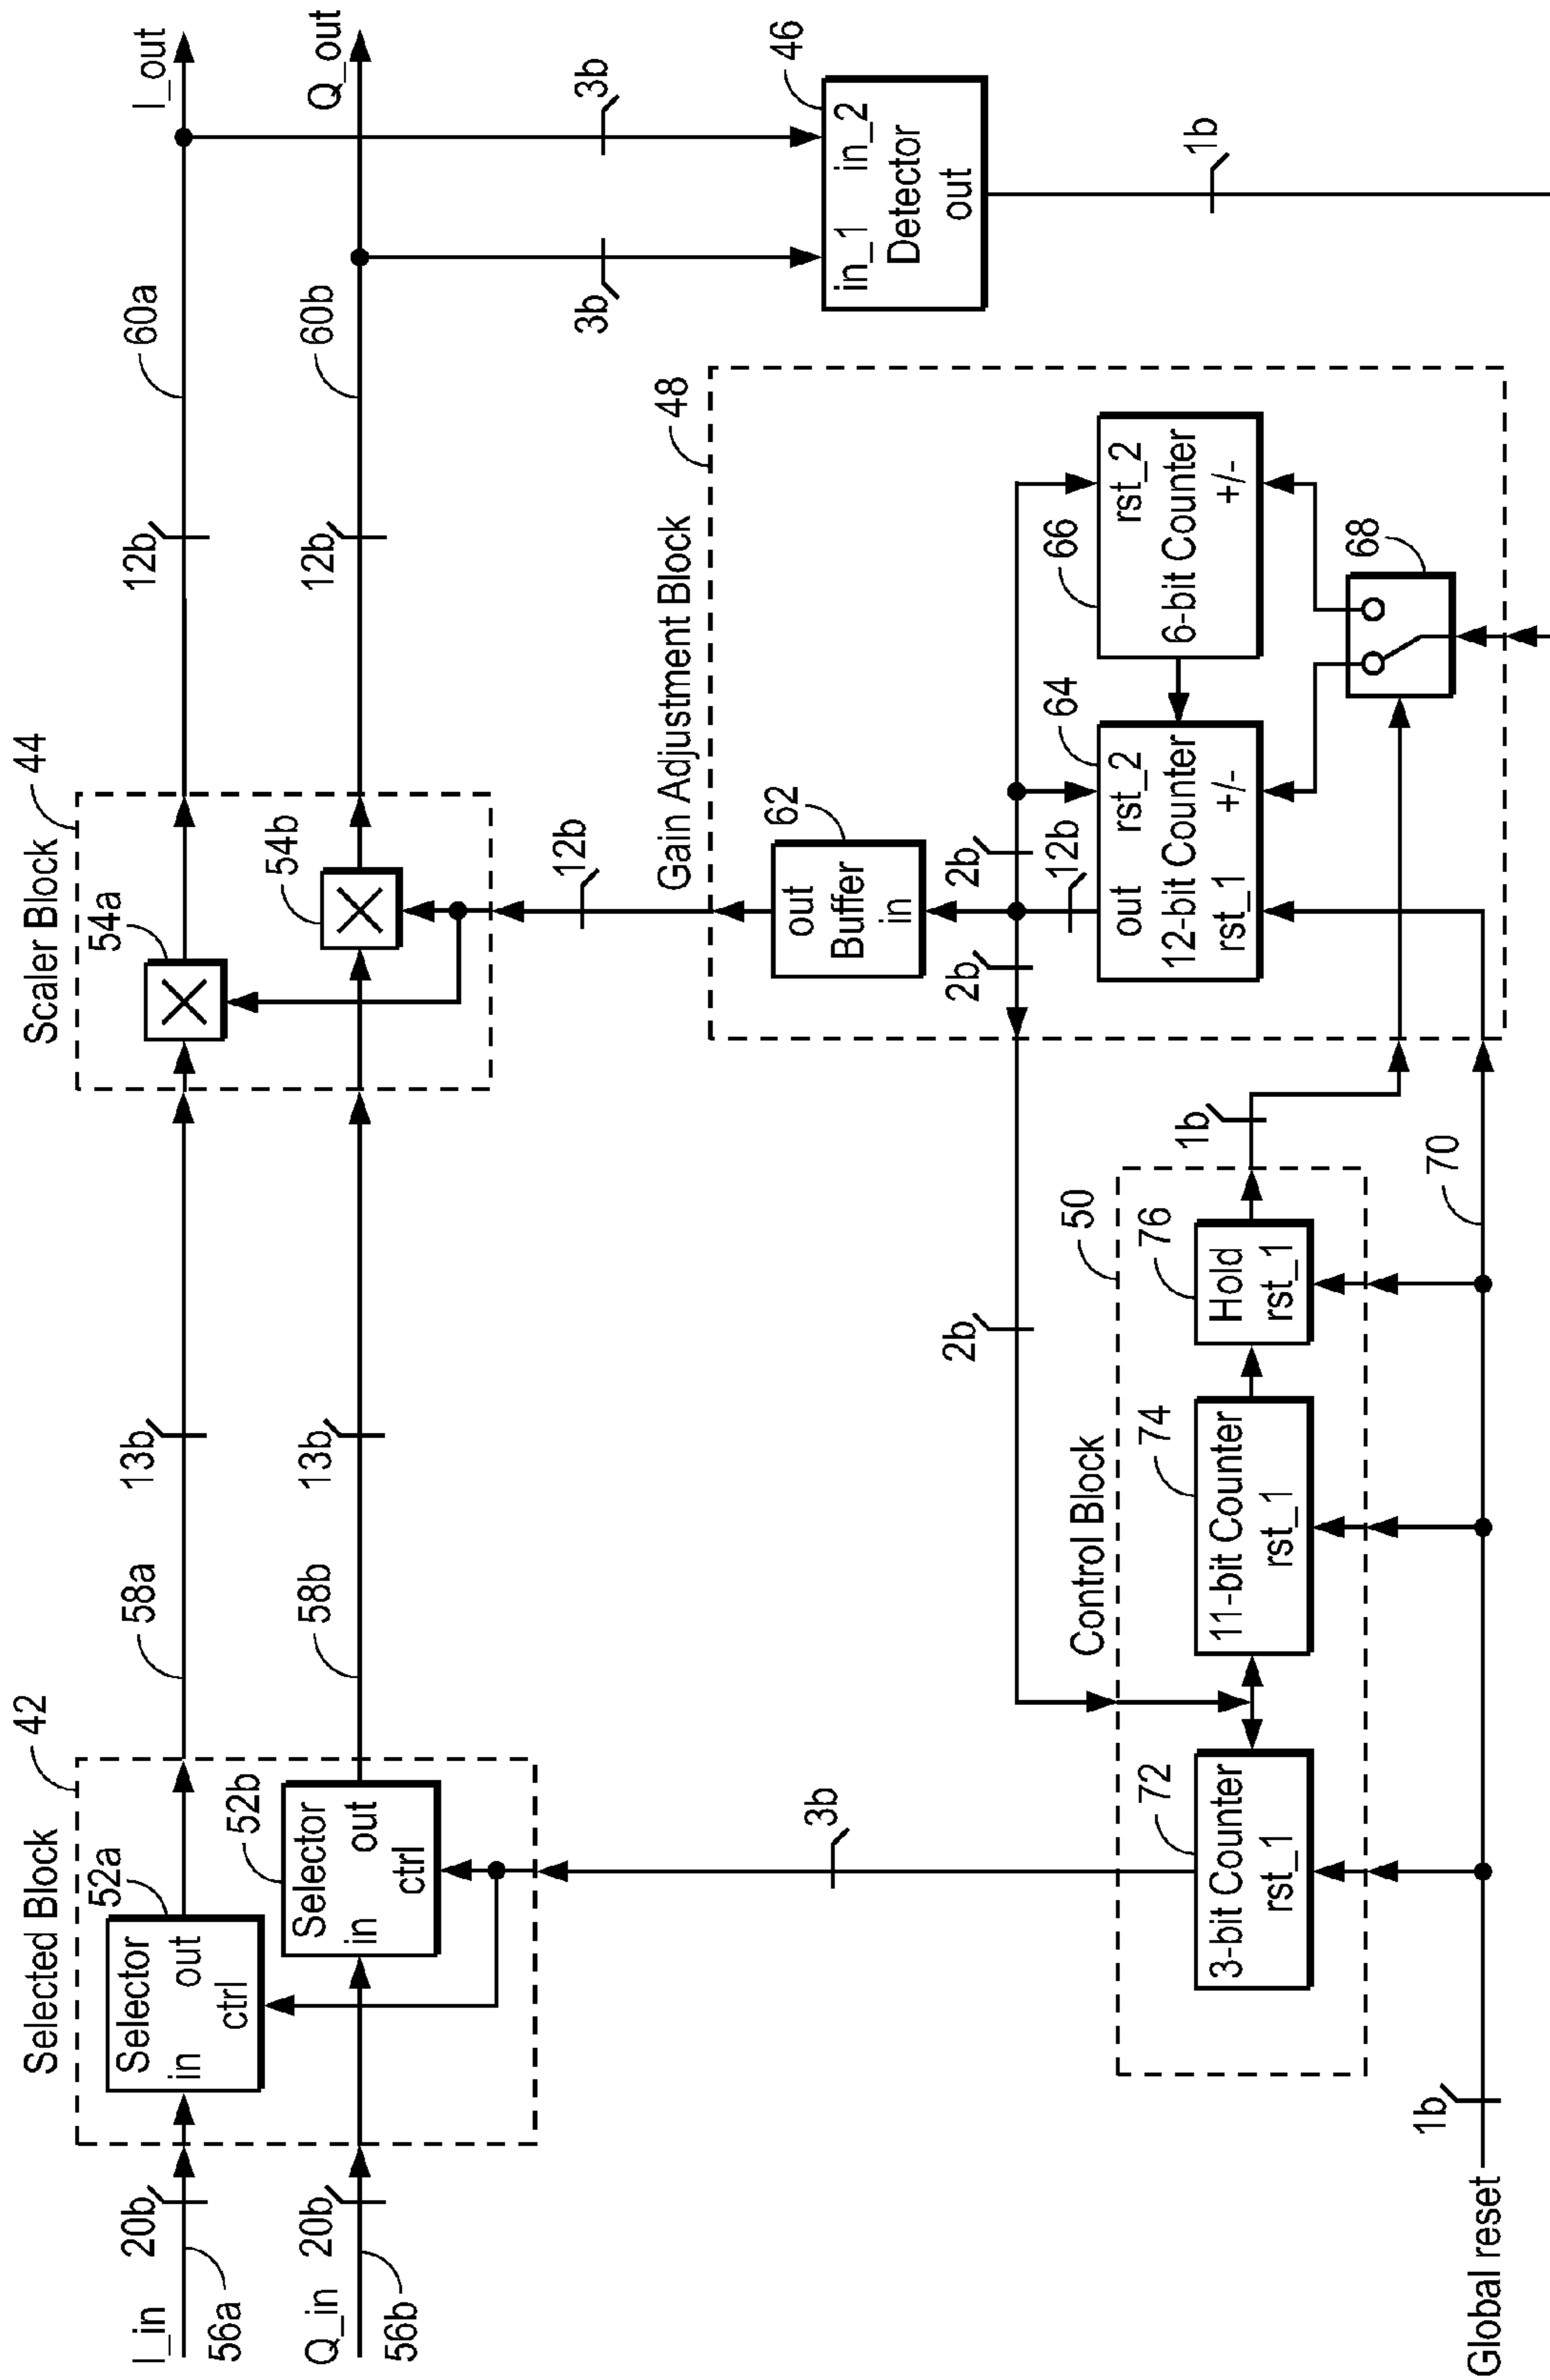 Selected Block
42
I_in
20b
56a
Selector
in out
ctrl
52a
Q_in
20b
56b
Selector
in out
ctrl
52b
58a
13b
58b
13b
Scaler Block
44
54a
54b
12b
60a
12b
60b
I_out
Q_out
3b
3b
46
in_1 in_2
Detector
out
1b
3b
12b
Gain Adjustment Block
48
62
out
Buffer
in
2b
2b
2b
12b
64
out rst_2
12-bit Counter
rst_1 +/-
66
rst_2
6-bit Counter
+/-
68
Control Block
50
72
3-bit Counter
rst_1
74
11-bit Counter
rst_1
76
Hold
rst_1
1b
70
Global reset
1b